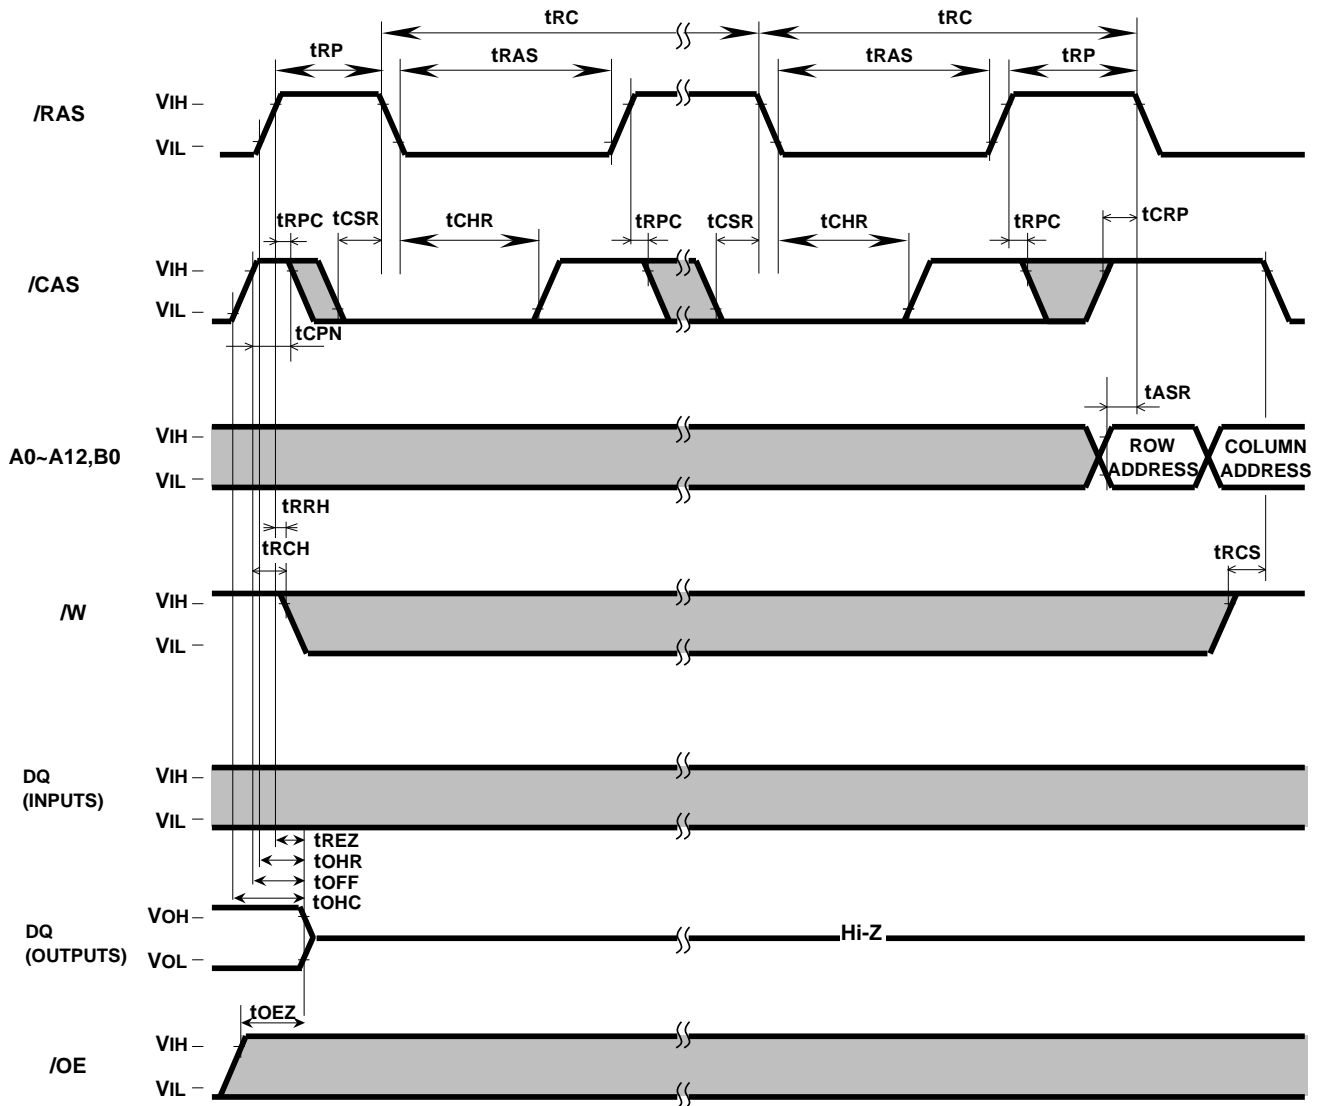 tRC tRC
tRP tRAS tRAS tRP
/RAS
VIH
VIL
tRPC tCSR tCHR tRPC tCSR tCHR tRPC tCRP
/CAS
VIH
VIL
tCPN
tASR
A0~A12,B0
VIH
VIL
ROW
ADDRESS
COLUMN
ADDRESS
tRRH
tRCH
tRCS
/W
VIH
VIL
DQ
(INPUTS)
VIH
VIL
tREZ
tOHR
tOFF
tOHC
DQ
(OUTPUTS)
VOH
VOL
Hi-Z
tOEZ
/OE
VIH
VIL